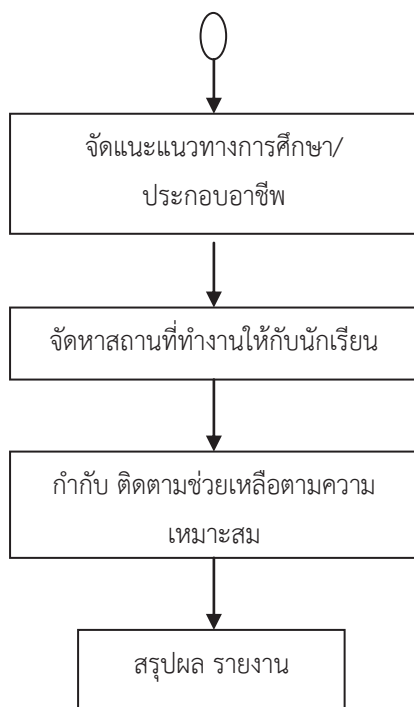 จัดแนะแนวทางการศึกษา/
ประกอบอาชีพ
จัดหาสถานที่ทำงานให้กับนักเรียน
กำกับ ติดตามช่วยเหลือตามความ
เหมาะสม
สรุปผล รายงาน